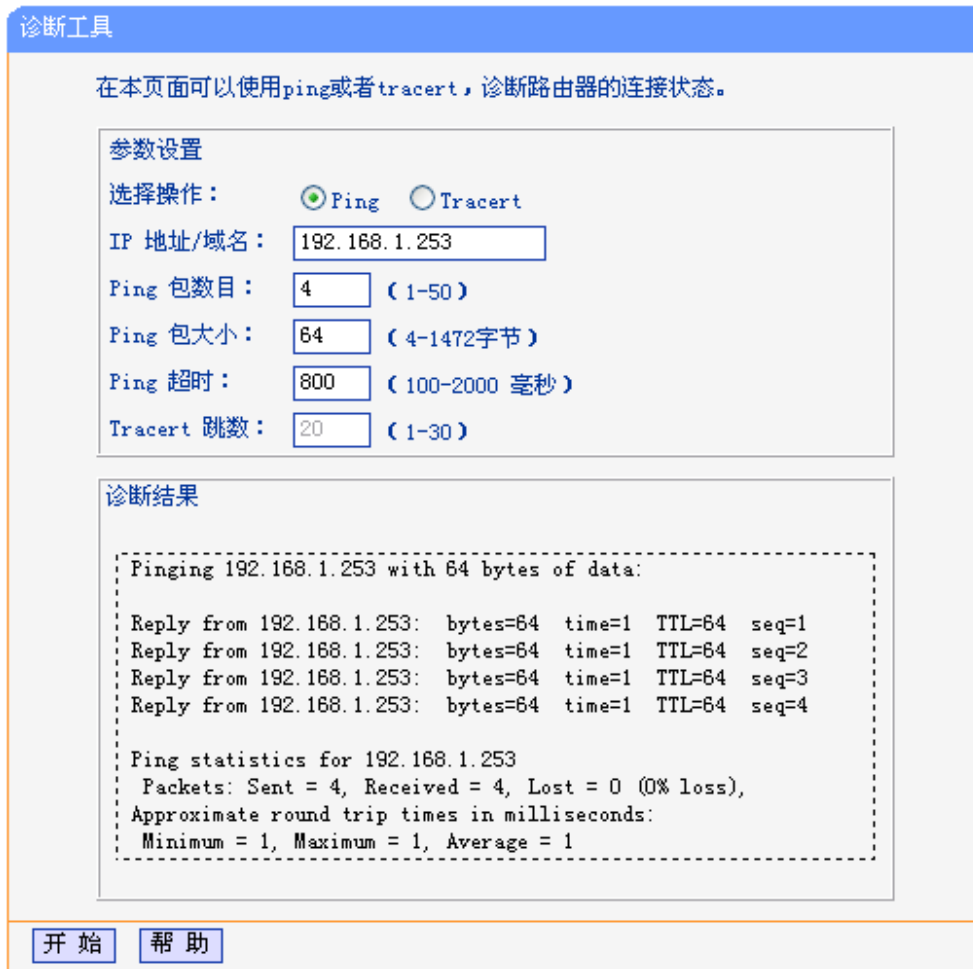 诊断工具
在本页面可以使用ping或者tracert，诊断路由器的连接状态。
参数设置
选择操作： Ping Tracert
IP 地址/域名： 192.168.1.253
Ping 包数目： 4 （1-50）
Ping 包大小： 64 （4-1472字节）
Ping 超时： 800 （100-2000 毫秒）
Tracert 跳数： 20 （1-30）
诊断结果
Pinging 192.168.1.253 with 64 bytes of data:
Reply from 192.168.1.253: bytes=64 time=1 TTL=64 seq=1
Reply from 192.168.1.253: bytes=64 time=1 TTL=64 seq=2
Reply from 192.168.1.253: bytes=64 time=1 TTL=64 seq=3
Reply from 192.168.1.253: bytes=64 time=1 TTL=64 seq=4
Ping statistics for 192.168.1.253
Packets: Sent = 4, Received = 4, Lost = 0 (0% loss),
Approximate round trip times in milliseconds:
Minimum = 1, Maximum = 1, Average = 1
开 始 帮 助